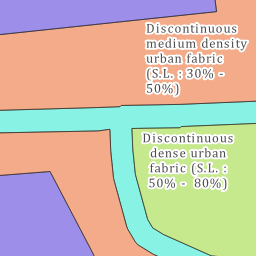 Discontinuous
medium density
urban fabric
(S.L. : 30% -
50%)
Discontinuous
dense urban
fabric (S.L. :
50% -  80%)